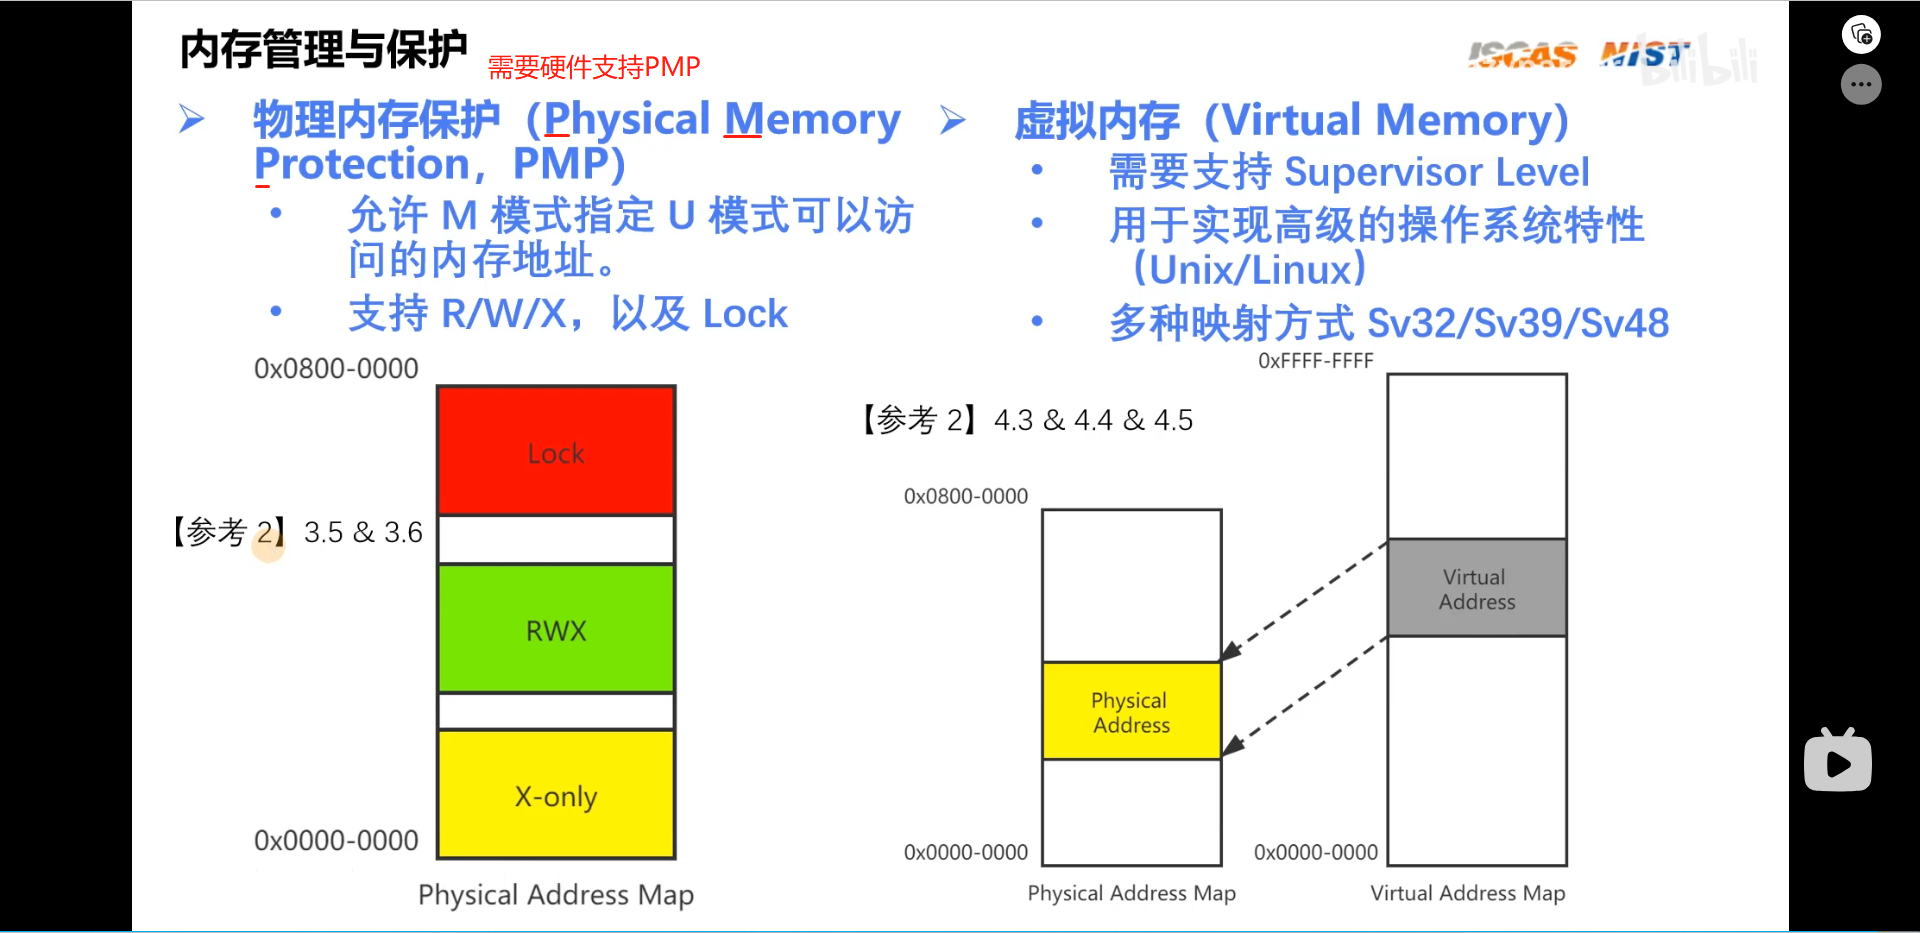 内存管理与保护
需要硬件支持PMP
ISCAS NIST
bilibili
➢ 物理内存保护（Physical Memory
Protection，PMP）
• 允许 M 模式指定 U 模式可以访
问的内存地址。
• 支持 R/W/X，以及 Lock
0x0800-0000
Lock
【参考 2】3.5 & 3.6
RWX
X-only
0x0000-0000
Physical Address Map
➢ 虚拟内存（Virtual Memory）
• 需要支持 Supervisor Level
• 用于实现高级的操作系统特性
（Unix/Linux）
• 多种映射方式 Sv32/Sv39/Sv48
【参考 2】4.3 & 4.4 & 4.5
0x0800-0000
Physical
Address
0x0000-0000
Physical Address Map
0xFFFF-FFFF
Virtual
Address
0x0000-0000
Virtual Address Map